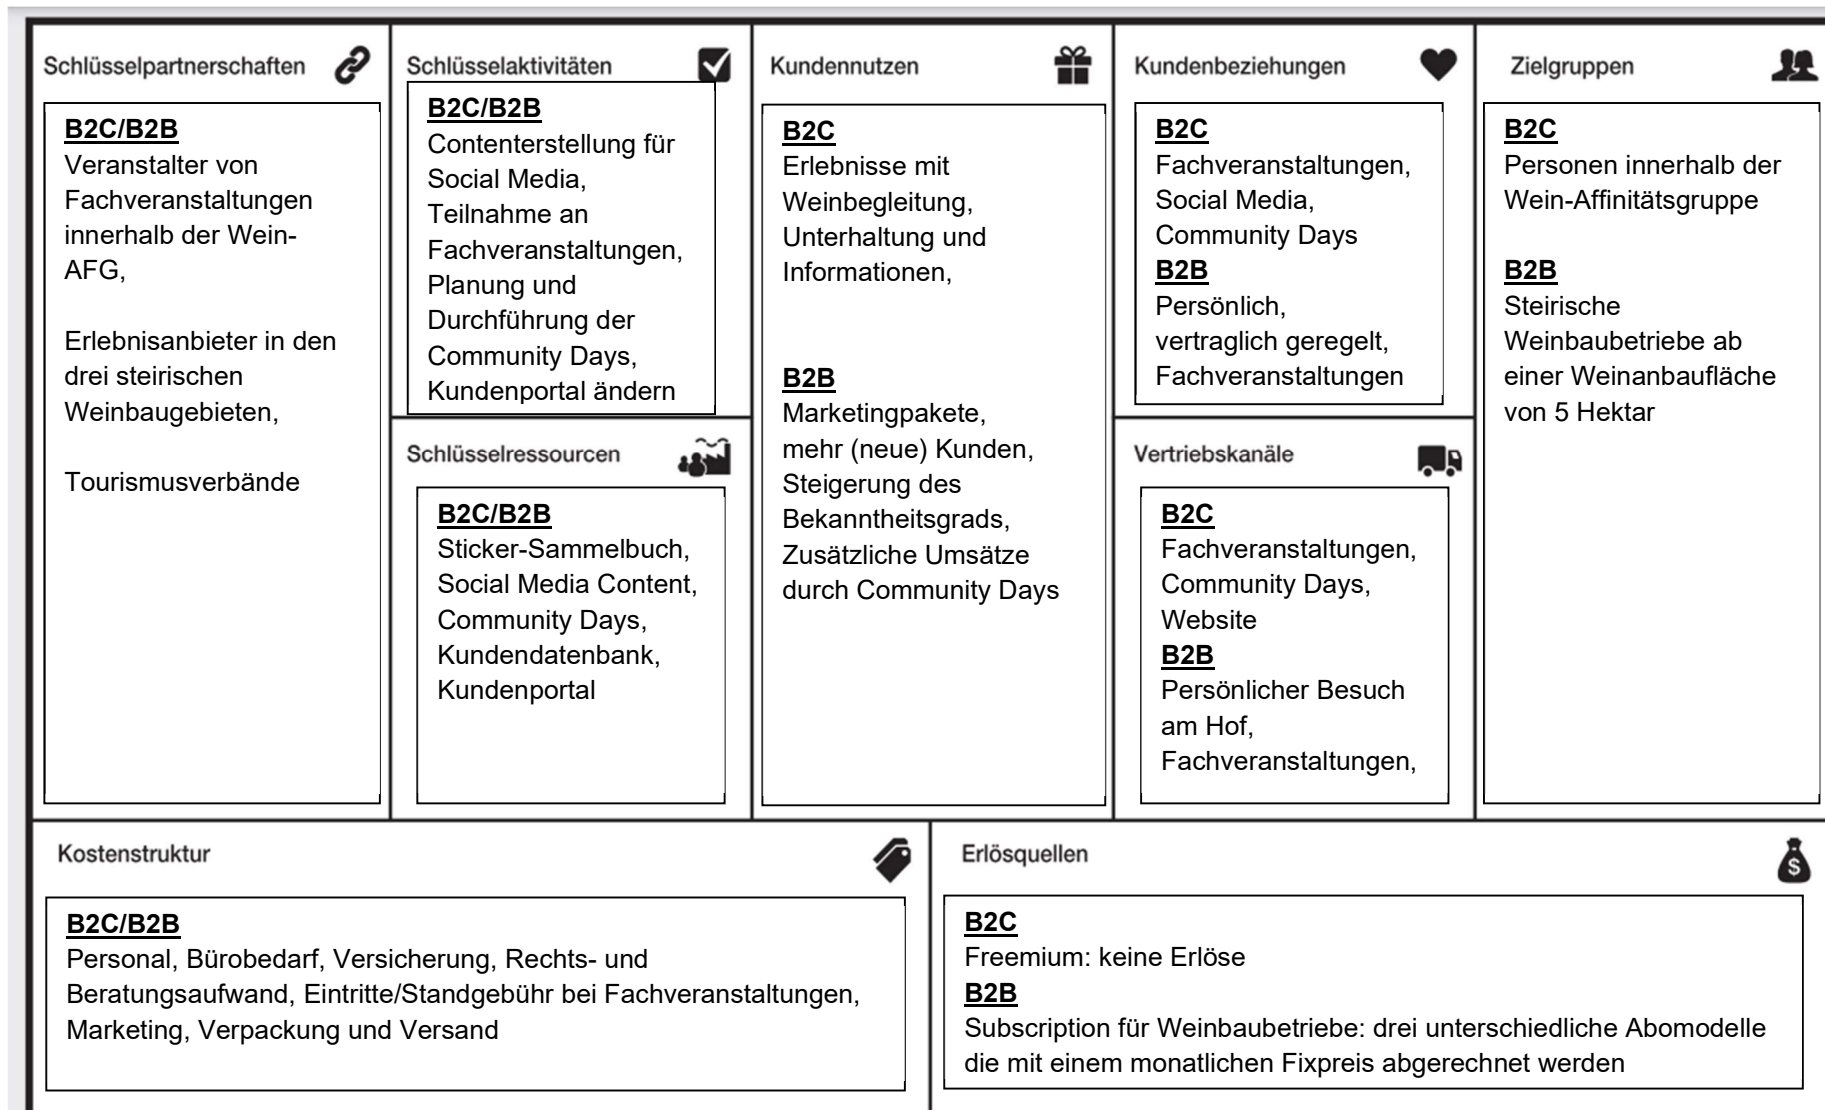 Schlüsselpartnerschaften
B2C/B2B
Veranstalter von
Fachveranstaltungen
innerhalb der Wein-
AFG,
Erlebnisanbieter in den
drei steirischen
Weinbaugebieten,
Tourismusverbände
Schlüsselaktivitäten
B2C/B2B
Contenterstellung für
Social Media,
Teilnahme an
Fachveranstaltungen,
Planung und
Durchführung der
Community Days,
Kundenportal ändern
Schlüsselressourcen
B2C/B2B
Sticker-Sammelbuch,
Social Media Content,
Community Days,
Kundendatenbank,
Kundenportal
Kundennutzen
B2C
Erlebnisse mit
Weinbegleitung,
Unterhaltung und
Informationen,
B2B
Marketingpakete,
mehr (neue) Kunden,
Steigerung des
Bekanntheitsgrads,
Zusätzliche Umsätze
durch Community Days
Kundenbeziehungen
B2C
Fachveranstaltungen,
Social Media,
Community Days
B2B
Persönlich,
vertraglich geregelt,
Fachveranstaltungen
Vertriebskanäle
B2C
Fachveranstaltungen,
Community Days,
Website
B2B
Persönlicher Besuch
am Hof,
Fachveranstaltungen,
Zielgruppen
B2C
Personen innerhalb der
Wein-Affinitätsgruppe
B2B
Steirische
Weinbaubetriebe ab
einer Weinanbaufläche
von 5 Hektar
Kostenstruktur
B2C/B2B
Personal, Bürobedarf, Versicherung, Rechts- und
Beratungsaufwand, Eintritte/Standgebühr bei Fachveranstaltungen,
Marketing, Verpackung und Versand
Erlösquellen
$
B2C
Freemium: keine Erlöse
B2B
Subscription für Weinbaubetriebe: drei unterschiedliche Abomodelle
die mit einem monatlichen Fixpreis abgerechnet werden